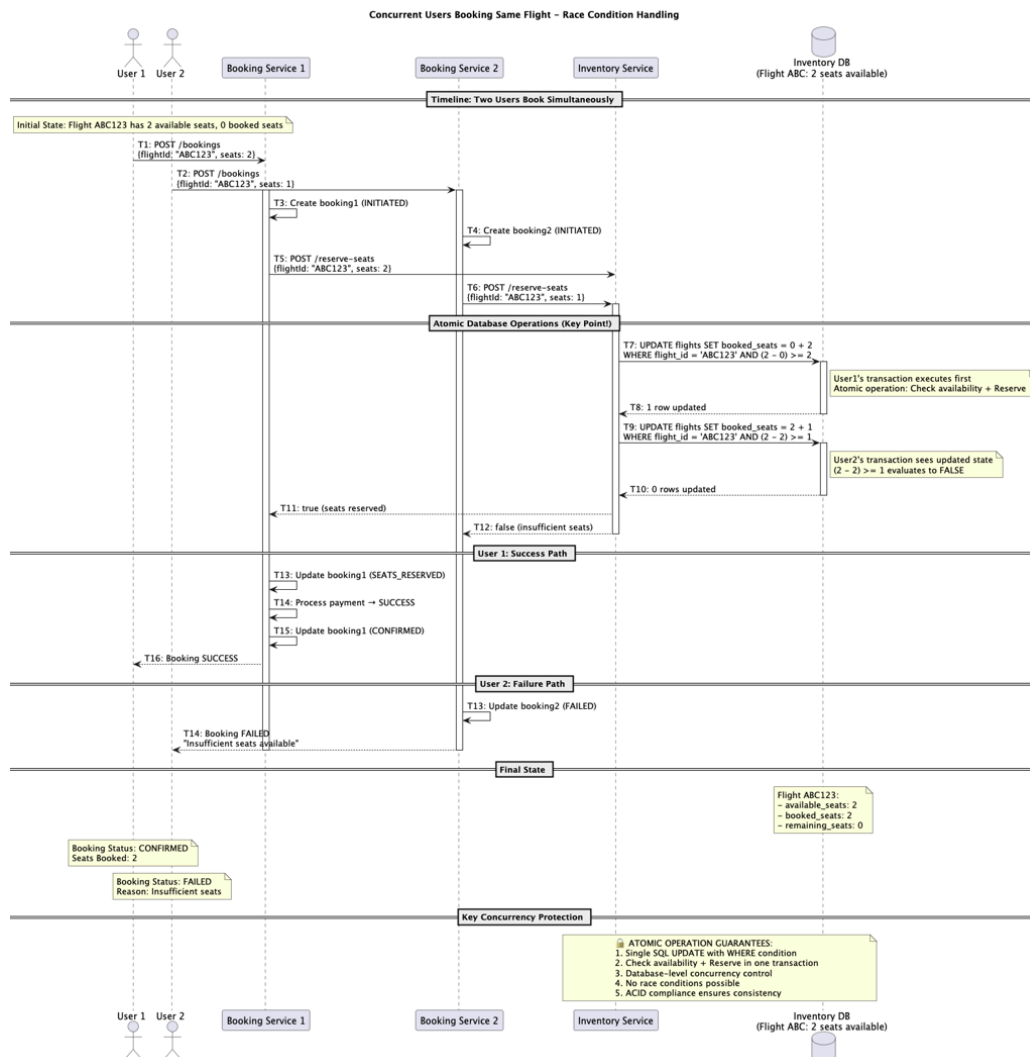 Concurrent Users Booking Same Flight - Race Condition Handling
User 1
User 2
Booking Service 1
Booking Service 2
Inventory Service
Inventory DB
(Flight ABC: 2 seats available)
Timeline: Two Users Book Simultaneously
Initial State: Flight ABC123 has 2 available seats, 0 booked seats
T1: POST /bookings
{flightId: "ABC123", seats: 2}
T2: POST /bookings
{flightId: "ABC123", seats: 1}
T3: Create booking1 (INITIATED)
T4: Create booking2 (INITIATED)
T5: POST /reserve-seats
{flightId: "ABC123", seats: 2}
T6: POST /reserve-seats
{flightId: "ABC123", seats: 1}
Atomic Database Operations (Key Point!)
T7: UPDATE flights SET booked_seats = 0 + 2
WHERE flight_id = 'ABC123' AND (2 - 0) >= 2
User1's transaction executes first
Atomic operation: Check availability + Reserve
T8: 1 row updated
T9: UPDATE flights SET booked_seats = 2 + 1
WHERE flight_id = 'ABC123' AND (2 - 2) >= 1
User2's transaction sees updated state
(2 - 2) >= 1 evaluates to FALSE
T10: 0 rows updated
T11: true (seats reserved)
T12: false (insufficient seats)
User 1: Success Path
T13: Update booking1 (SEATS_RESERVED)
T14: Process payment → SUCCESS
T15: Update booking1 (CONFIRMED)
T16: Booking SUCCESS
User 2: Failure Path
T13: Update booking2 (FAILED)
T14: Booking FAILED
"Insufficient seats available"
Final State
Flight ABC123:
- available_seats: 2
- booked_seats: 2
- remaining_seats: 0
Booking Status: CONFIRMED
Seats Booked: 2
Booking Status: FAILED
Reason: Insufficient seats
Key Concurrency Protection
🔒 ATOMIC OPERATION GUARANTEES:
1. Single SQL UPDATE with WHERE condition
2. Check availability + Reserve in one transaction
3. Database-level concurrency control
4. No race conditions possible
5. ACID compliance ensures consistency
User 1
User 2
Booking Service 1
Booking Service 2
Inventory Service
Inventory DB
(Flight ABC: 2 seats available)